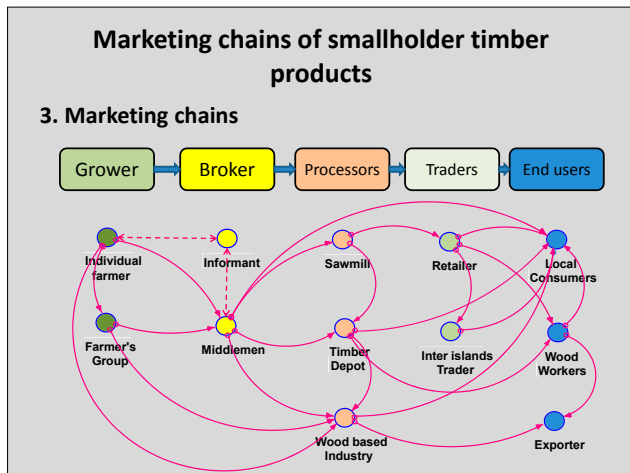 Marketing chains of smallholder timber
products
3. Marketing chains
Grower
Broker
Processors
Traders
End users
Individual
farmer
Informant
Sawmill
Retailer
Local
Consumers
Farmer's
Group
Middlemen
Timber
Depot
Inter islands
Trader
Wood
Workers
Wood based
Industry
Exporter